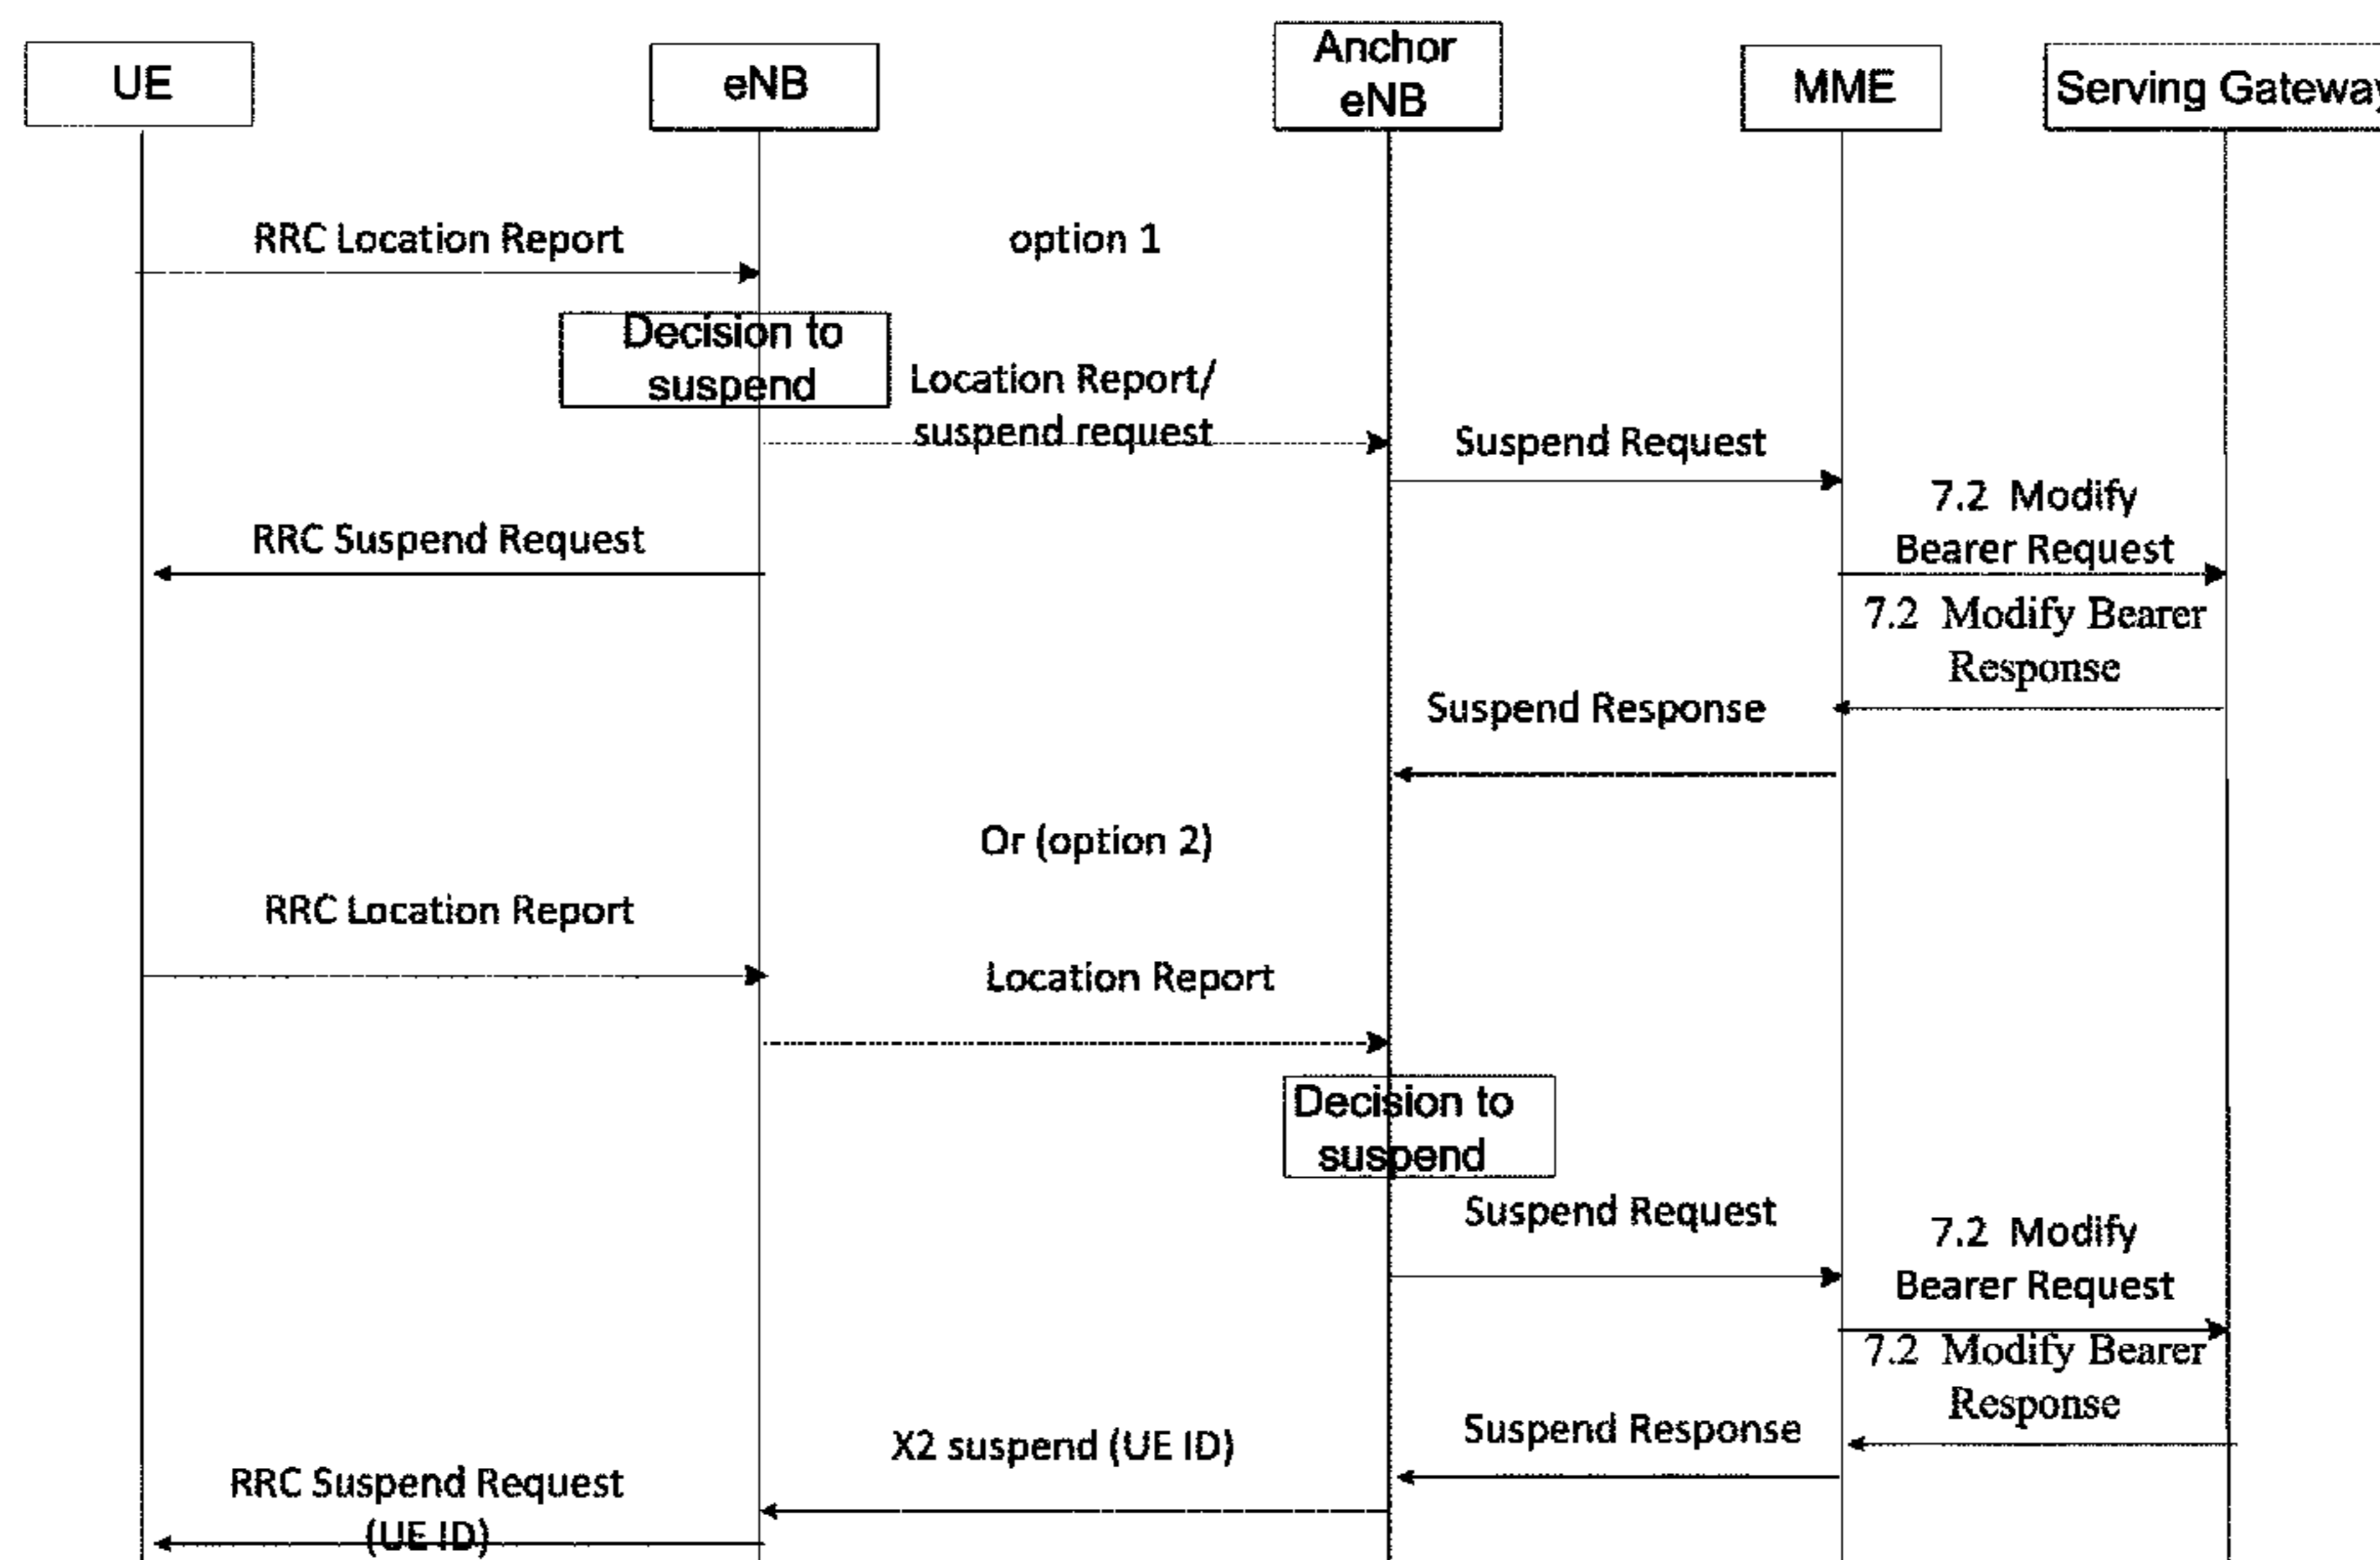 UE
eNB
Anchor
eNB
MME
Serving Gateway
RRC Location Report
option 1
Decision to
suspend
Location Report/
suspend request
Suspend Request
7.2 Modify
Bearer Request
RRC Suspend Request
7.2 Modify Bearer
Response
Suspend Response
Or (option 2)
RRC Location Report
Location Report
Decision to
suspend
Suspend Request
7.2 Modify
Bearer Request
7.2 Modify Bearer
Response
Suspend Response
X2 suspend (UE ID)
RRC Suspend Request
(UE ID)